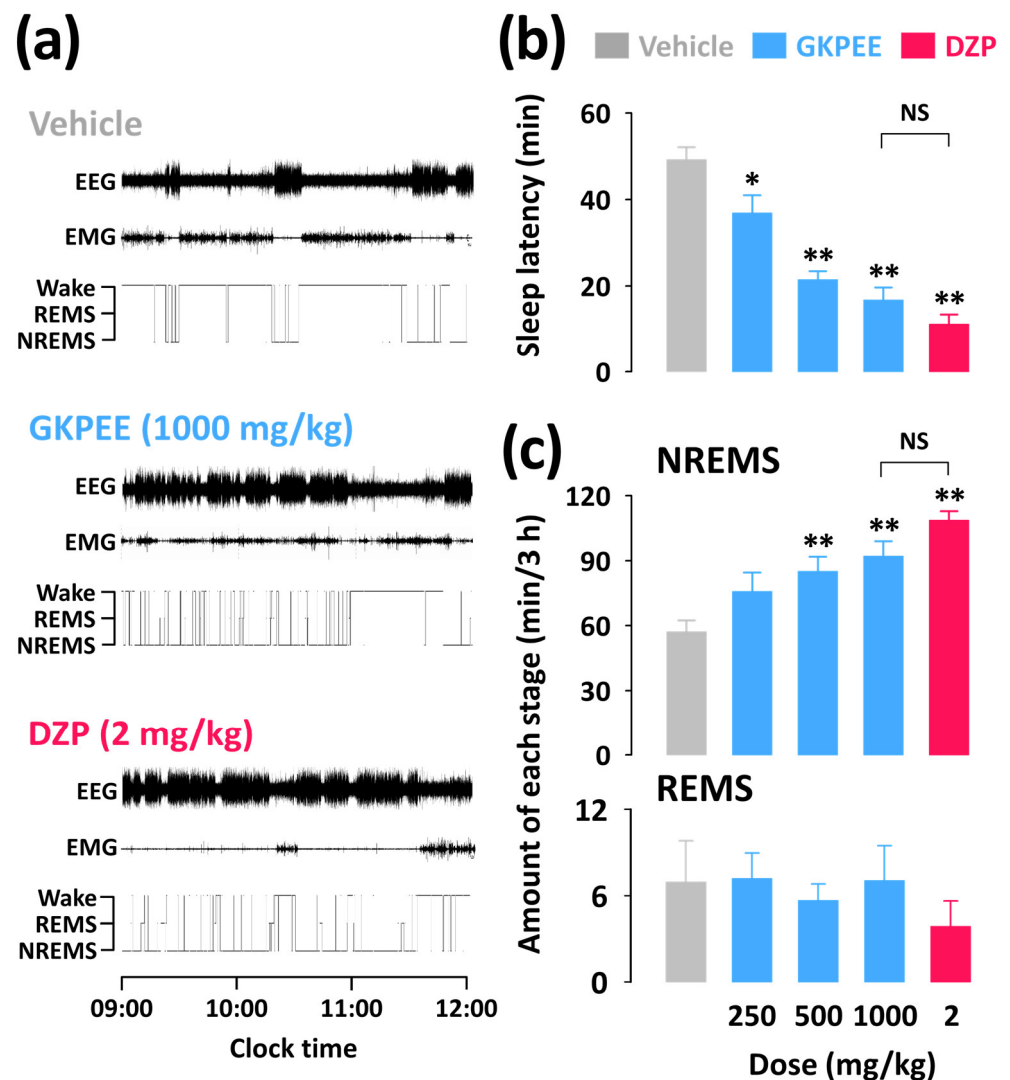 (a)
Vehicle
EEG
EMG
Wake
REMS
NREMS
GKPEE (1000 mg/kg)
EEG
EMG
Wake
REMS
NREMS
DZP (2 mg/kg)
EEG
EMG
Wake
REMS
NREMS
09:00 10:00 11:00 12:00
Clock time
(b)
Vehicle GKPEE DZP
Sleep latency (min)
60
40
20
0
* ** ** **
NS
(c)
Amount of each stage (min/3 h)
NREMS
NS
120
90
60
30
0
** ** **
REMS
12
6
0
250 500 1000 2
Dose (mg/kg)